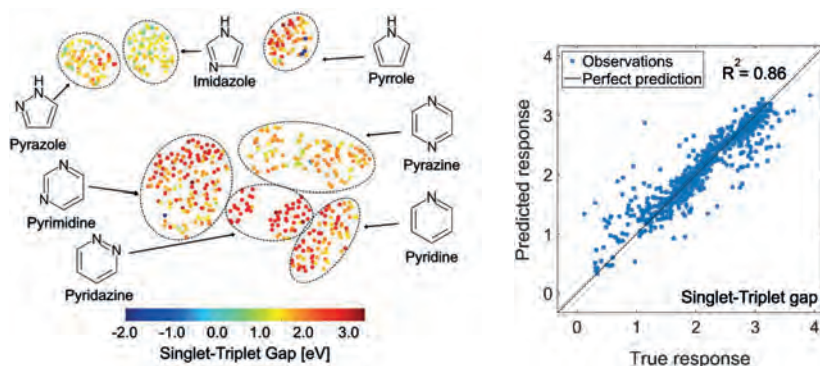 H
N
N
Pyrazole
Imidazole
H
N
N
H
N
Pyrrole
N
N
Pyrazine
N
N
Pyrimidine
N
N
Pyridazine
N
Pyridine
-2.0 -1.0 0.0 1.0 2.0 3.0
Singlet-Triplet Gap [eV]
4
3
2
1
0
Predicted response
Observations
Perfect prediction
R2 = 0.86
Singlet-Triplet gap
0 1 2 3 4
True response